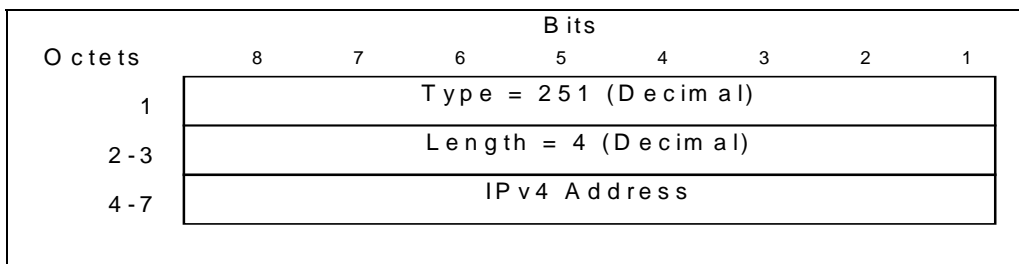 Bits
Octets 8 7 6 5 4 3 2 1
1 Type = 251 (Decimal)
2-3 Length = 4 (Decimal)
4-7 IPv4 Address